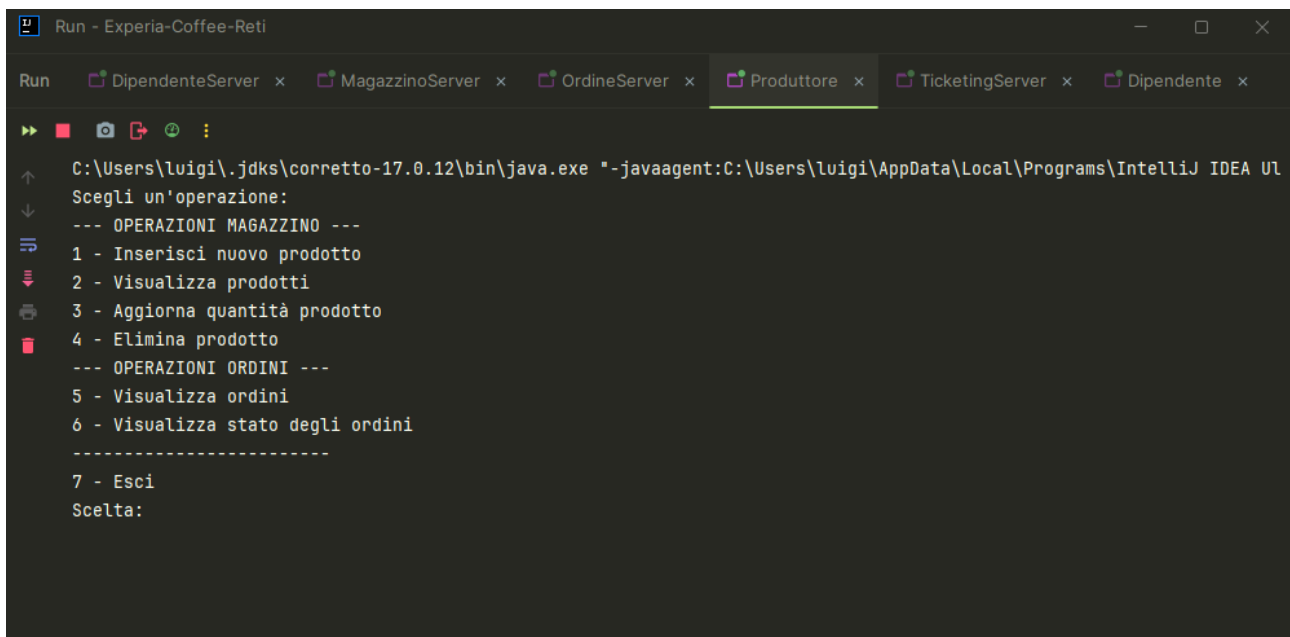 Run - Experia-Coffee-Reti
Run DipendenteServer MagazzinoServer OrdineServer Produttore TicketingServer Dipendente
C:\Users\luigi\.jdks\corretto-17.0.12\bin\java.exe "-javaagent:C:\Users\luigi\AppData\Local\Programs\IntelliJ IDEA Ul
Scegli un'operazione:
--- OPERAZIONI MAGAZZINO ---
1 - Inserisci nuovo prodotto
2 - Visualizza prodotti
3 - Aggiorna quantità prodotto
4 - Elimina prodotto
--- OPERAZIONI ORDINI ---
5 - Visualizza ordini
6 - Visualizza stato degli ordini
-------------------------
7 - Esci
Scelta: